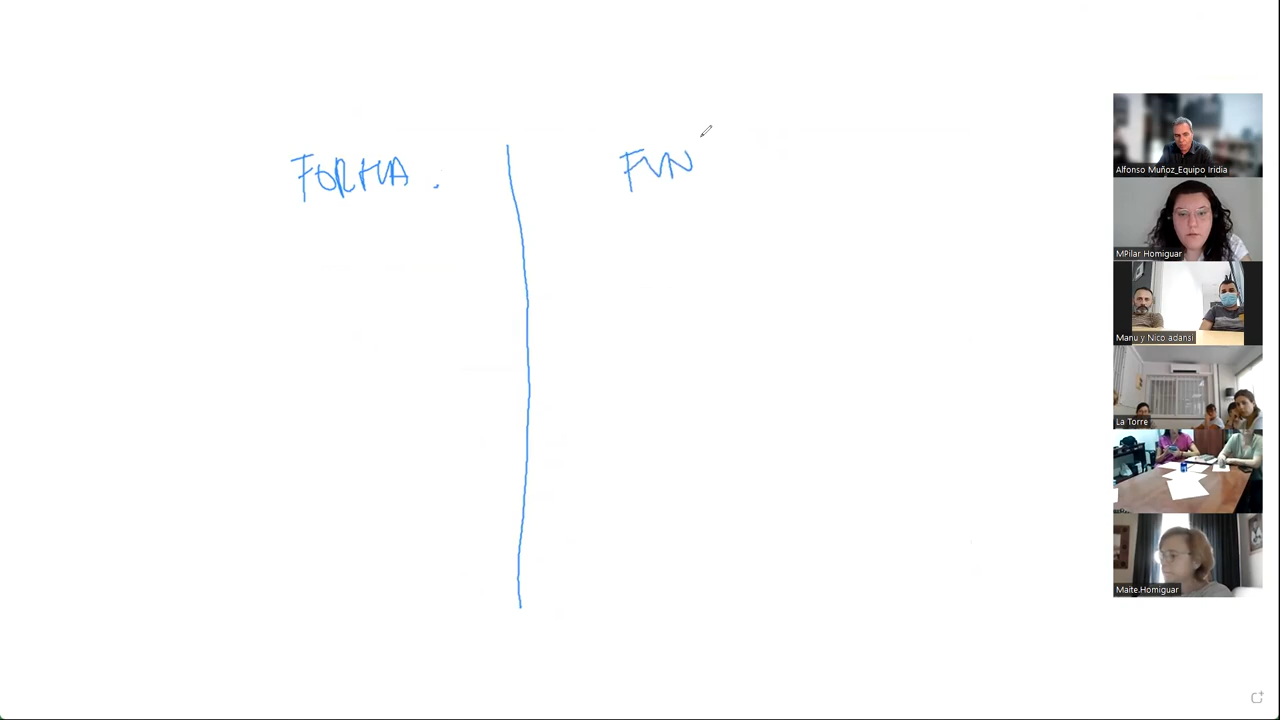 FORMA.
FUN
Alfonso Muñoz_Equipo Iridia
MPilar Homiguar
Manu y Nico adansi
La Torre
Maite.Homiguar